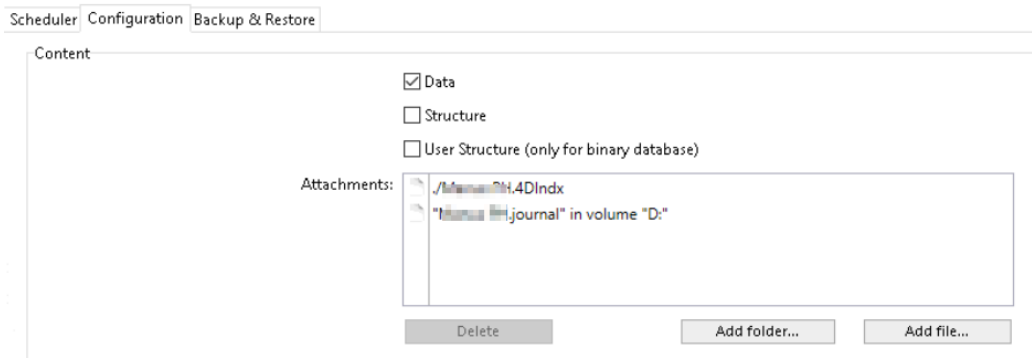 Scheduler Configuration Backup & Restore
Content
Data
Structure
User Structure (only for binary database)
Attachments:
./ .4DIndx
" .journal" in volume "D:"
Delete Add folder... Add file...